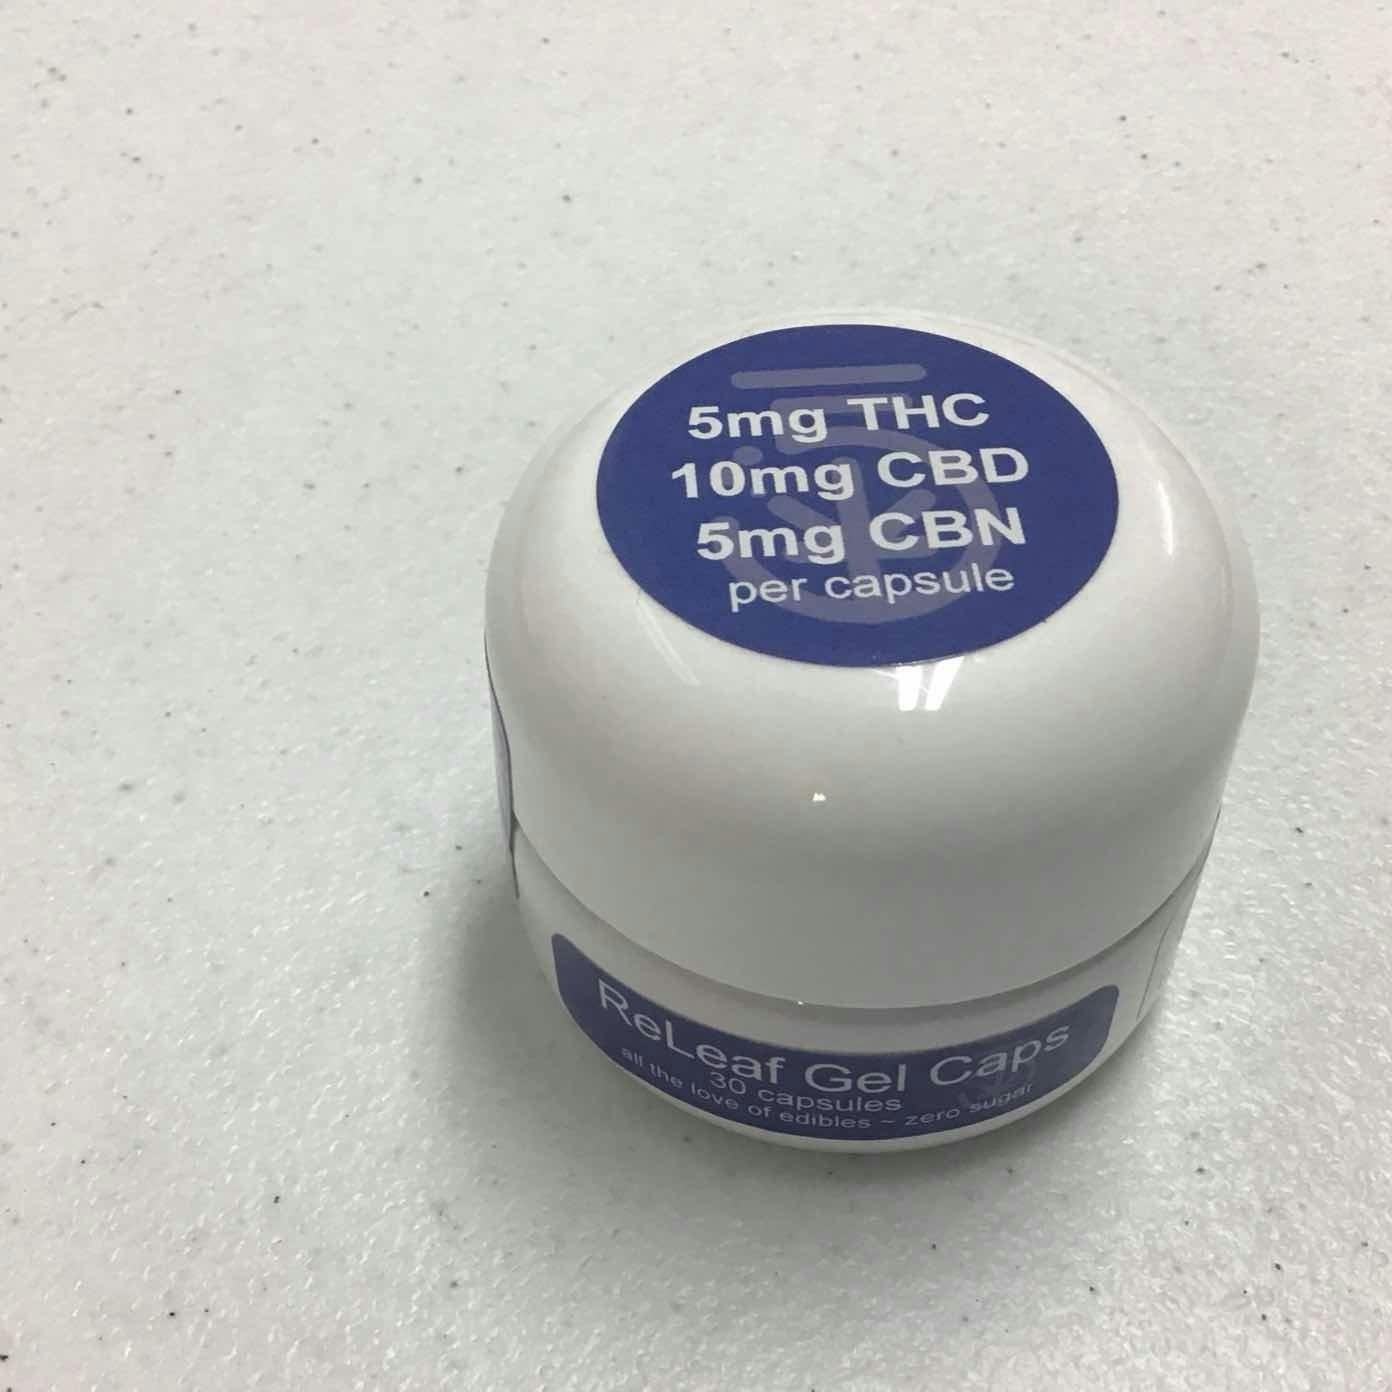 5mg THC
10mg CBD
5mg CBN
per capsule
ReLeaf Gel Caps
30 capsules
all the love of edibles ~ zero sugar